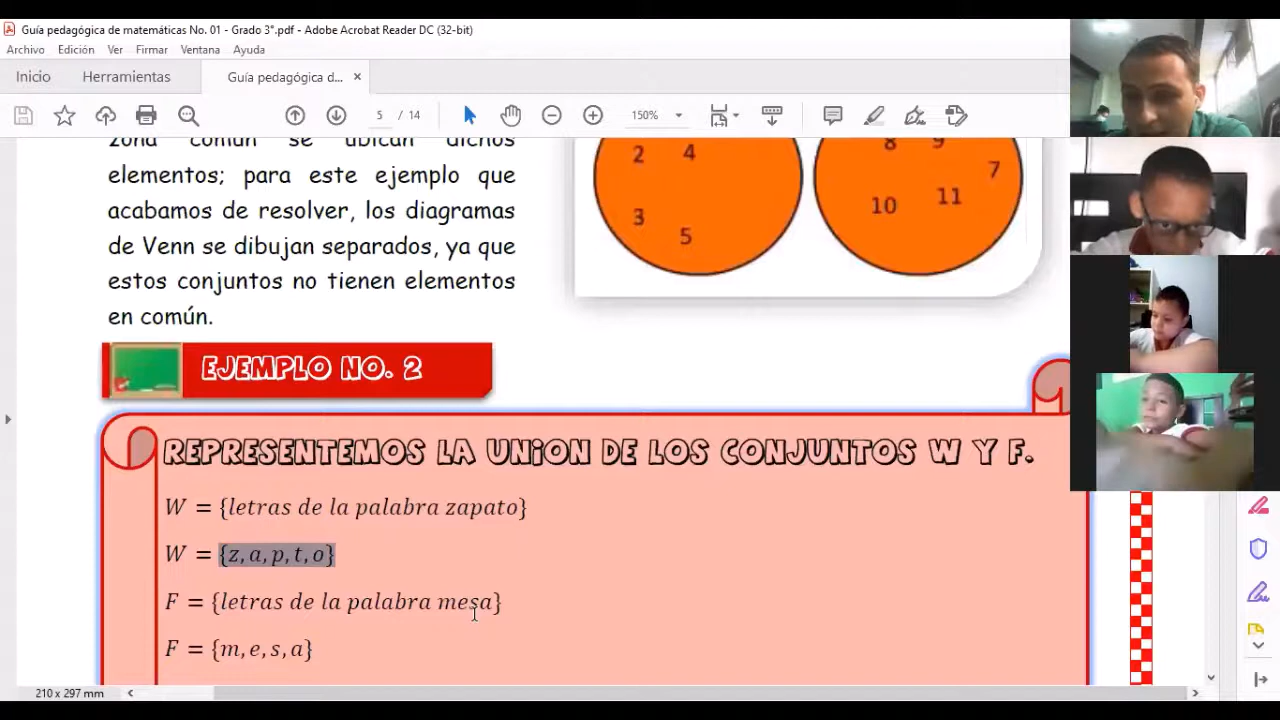 Guía pedagógica de matemáticas No. 01 - Grado 3°.pdf - Adobe Acrobat Reader DC (32-bit)
Archivo Edición Ver Firmar Ventana Ayuda
Inicio Herramientas Guía pedagógica d... ×
5 / 14 150%
zona común se ubican dichos
elementos; para este ejemplo que
acabamos de resolver, los diagramas
de Venn se dibujan separados, ya que
estos conjuntos no tienen elementos
en común.
2 4
3
5
8 9
7
10 11
EJEMPLO NO. 2
REPRESENTEMOS LA UNION DE LOS CONJUNTOS W Y F.
W = {letras de la palabra zapato}
W = {z, a, p, t, o}
F = {letras de la palabra mesa}
F = {m, e, s, a}
210 x 297 mm